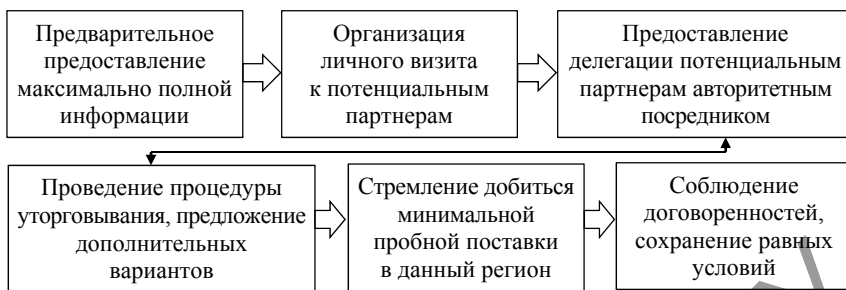 Предварительное
предоставление
максимально полной
информации
Организация
личного визита
к потенциальным
партнерам
Предоставление
делегации потенциальным
партнерам авторитетным
посредником
Проведение процедуры
уторговывания, предложение
дополнительных
вариантов
Стремление добиться
минимальной
пробной поставки
в данный регион
Соблюдение
договоренностей,
сохранение равных
условий